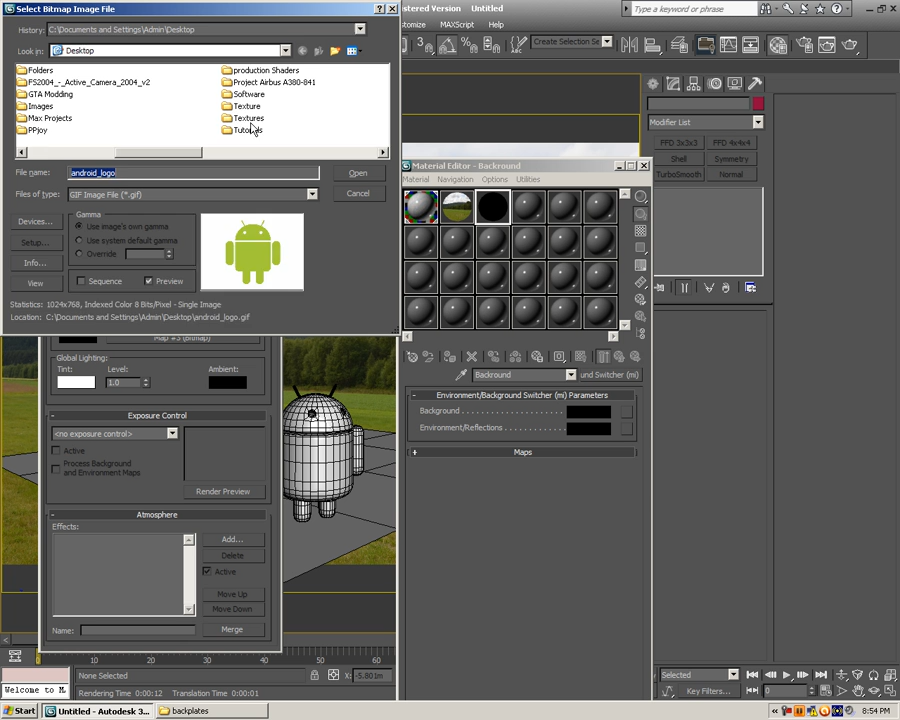 Select Bitmap Image File
? ×
stered Version   Untitled
Type a keyword or phrase
stomize   MAXScript   Help
History: C:\Documents and Settings\Admin\Desktop
Look in: Desktop
3 % Create Selection Se
Folders
FS2004_-_Active_Camera_2004_v2
GTA Modding
Images
Max Projects
PPjoy
production Shaders
Project Airbus A380-841
Software
Texture
Textures
Tutorials
File name: android_logo
Open
Files of type: GIF Image File (*.gif)
Cancel
Devices...
Setup...
Info...
View
Gamma
Use image's own gamma
Use system default gamma
Override
Sequence
Preview
Statistics: 1024x768, Indexed Color 8 Bits/Pixel - Single Image
Location: C:\Documents and Settings\Admin\Desktop\android_logo.gif
Modifier List
FFD 3x3x3
FFD 4x4x4
Shell
Symmetry
TurboSmooth
Normal
Material Editor - Backround
Material   Navigation   Options   Utilities
Backround
und Switcher (mi)
- Environment/Background Switcher (mi) Parameters
Background
Environment/Reflections
+ Maps
Map #3 (Bitmap)
Global Lighting:
Tint:
Level:
Ambient:
1.0
- Exposure Control
<no exposure control>
Active
Process Background
and Environment Maps
Render Preview
- Atmosphere
Effects:
Add...
Delete
Active
Move Up
Move Down
Name:
Merge
10 20 30 40 50 60
None Selected
X: -5.801m
Welcome to M
Rendering Time 0:00:12   Translation Time 0:00:01
Selected
Key Filters...
0
Start
Untitled - Autodesk 3...
backplates
8:54 PM